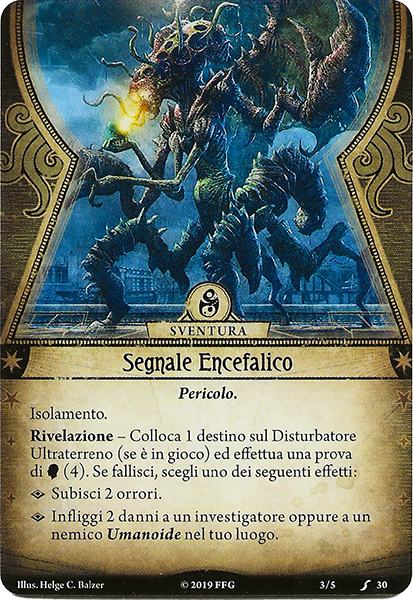 SVENTURA
Segnale Encefalico
Pericolo.
Isolamento.
Rivelazione – Colloca 1 destino sul Disturbatore
Ultraterreno (se è in gioco) ed effettua una prova
di (4). Se fallisci, scegli uno dei seguenti effetti:
Subisci 2 orrori.
Infliggi 2 danni a un investigatore oppure a un
nemico Umanoide nel tuo luogo.
Illus. Helge C. Balzer © 2019 FFG 3/5 30